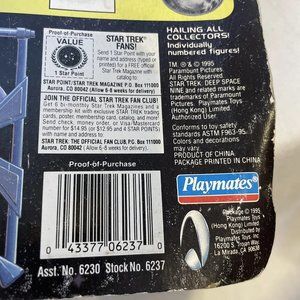 Proof-of-Purchase
VALUE
1 Star Point
STAR TREK®
FANS!
Send 1 Star Point with your
name and address (typed or
printed) for a FREE official
Star Trek Magazine with
catalog to:
STAR POINT/STAR TREK MAGAZINE P.O. Box 111000
Aurora, CO 80042 (Allow 6-8 weeks for delivery).
JOIN THE OFFICIAL STAR TREK FAN CLUB.
Get 6 bi-monthly Star Trek Magazines and a
membership kit with exclusive STAR TREK
cards, poster, membership card, catalog, and more
Send check, money order, or Visa/Mastercard
number for $14.95 (or $12.95 and 4 STAR POINTS)
with name and address to
STAR TREK: THE OFFICIAL FAN CLUB, P.O. Box 111000
Aurora, CO 80042 (Allow 6-8 weeks for delivery).
Proof-of-Purchase
0 43377 06237 0
Asst. No. 6230 Stock No. 6237
HAILING ALL
COLLECTORS!
Individually
numbered figures!
TM, ® & © 1995
Paramount Pictures.
All Rights Reserved.
STAR TREK: DEEP SPACE
NINE and related marks are
trademarks of Paramount
Pictures. Playmates Toys
(Hong Kong) Limited.
Authorized User.
Conforms to toy safety
standards ASTM F963-95.
Colors and decorations
may vary.
PRODUCT OF CHINA.
PACKAGE PRINTED IN CHINA
Playmates®
Package © 1995
Playmates Toys
(Hong Kong) Limited
Distributed by
Playmates Toys Inc.
16200 S. Trojan Way,
La Mirada, CA 90638